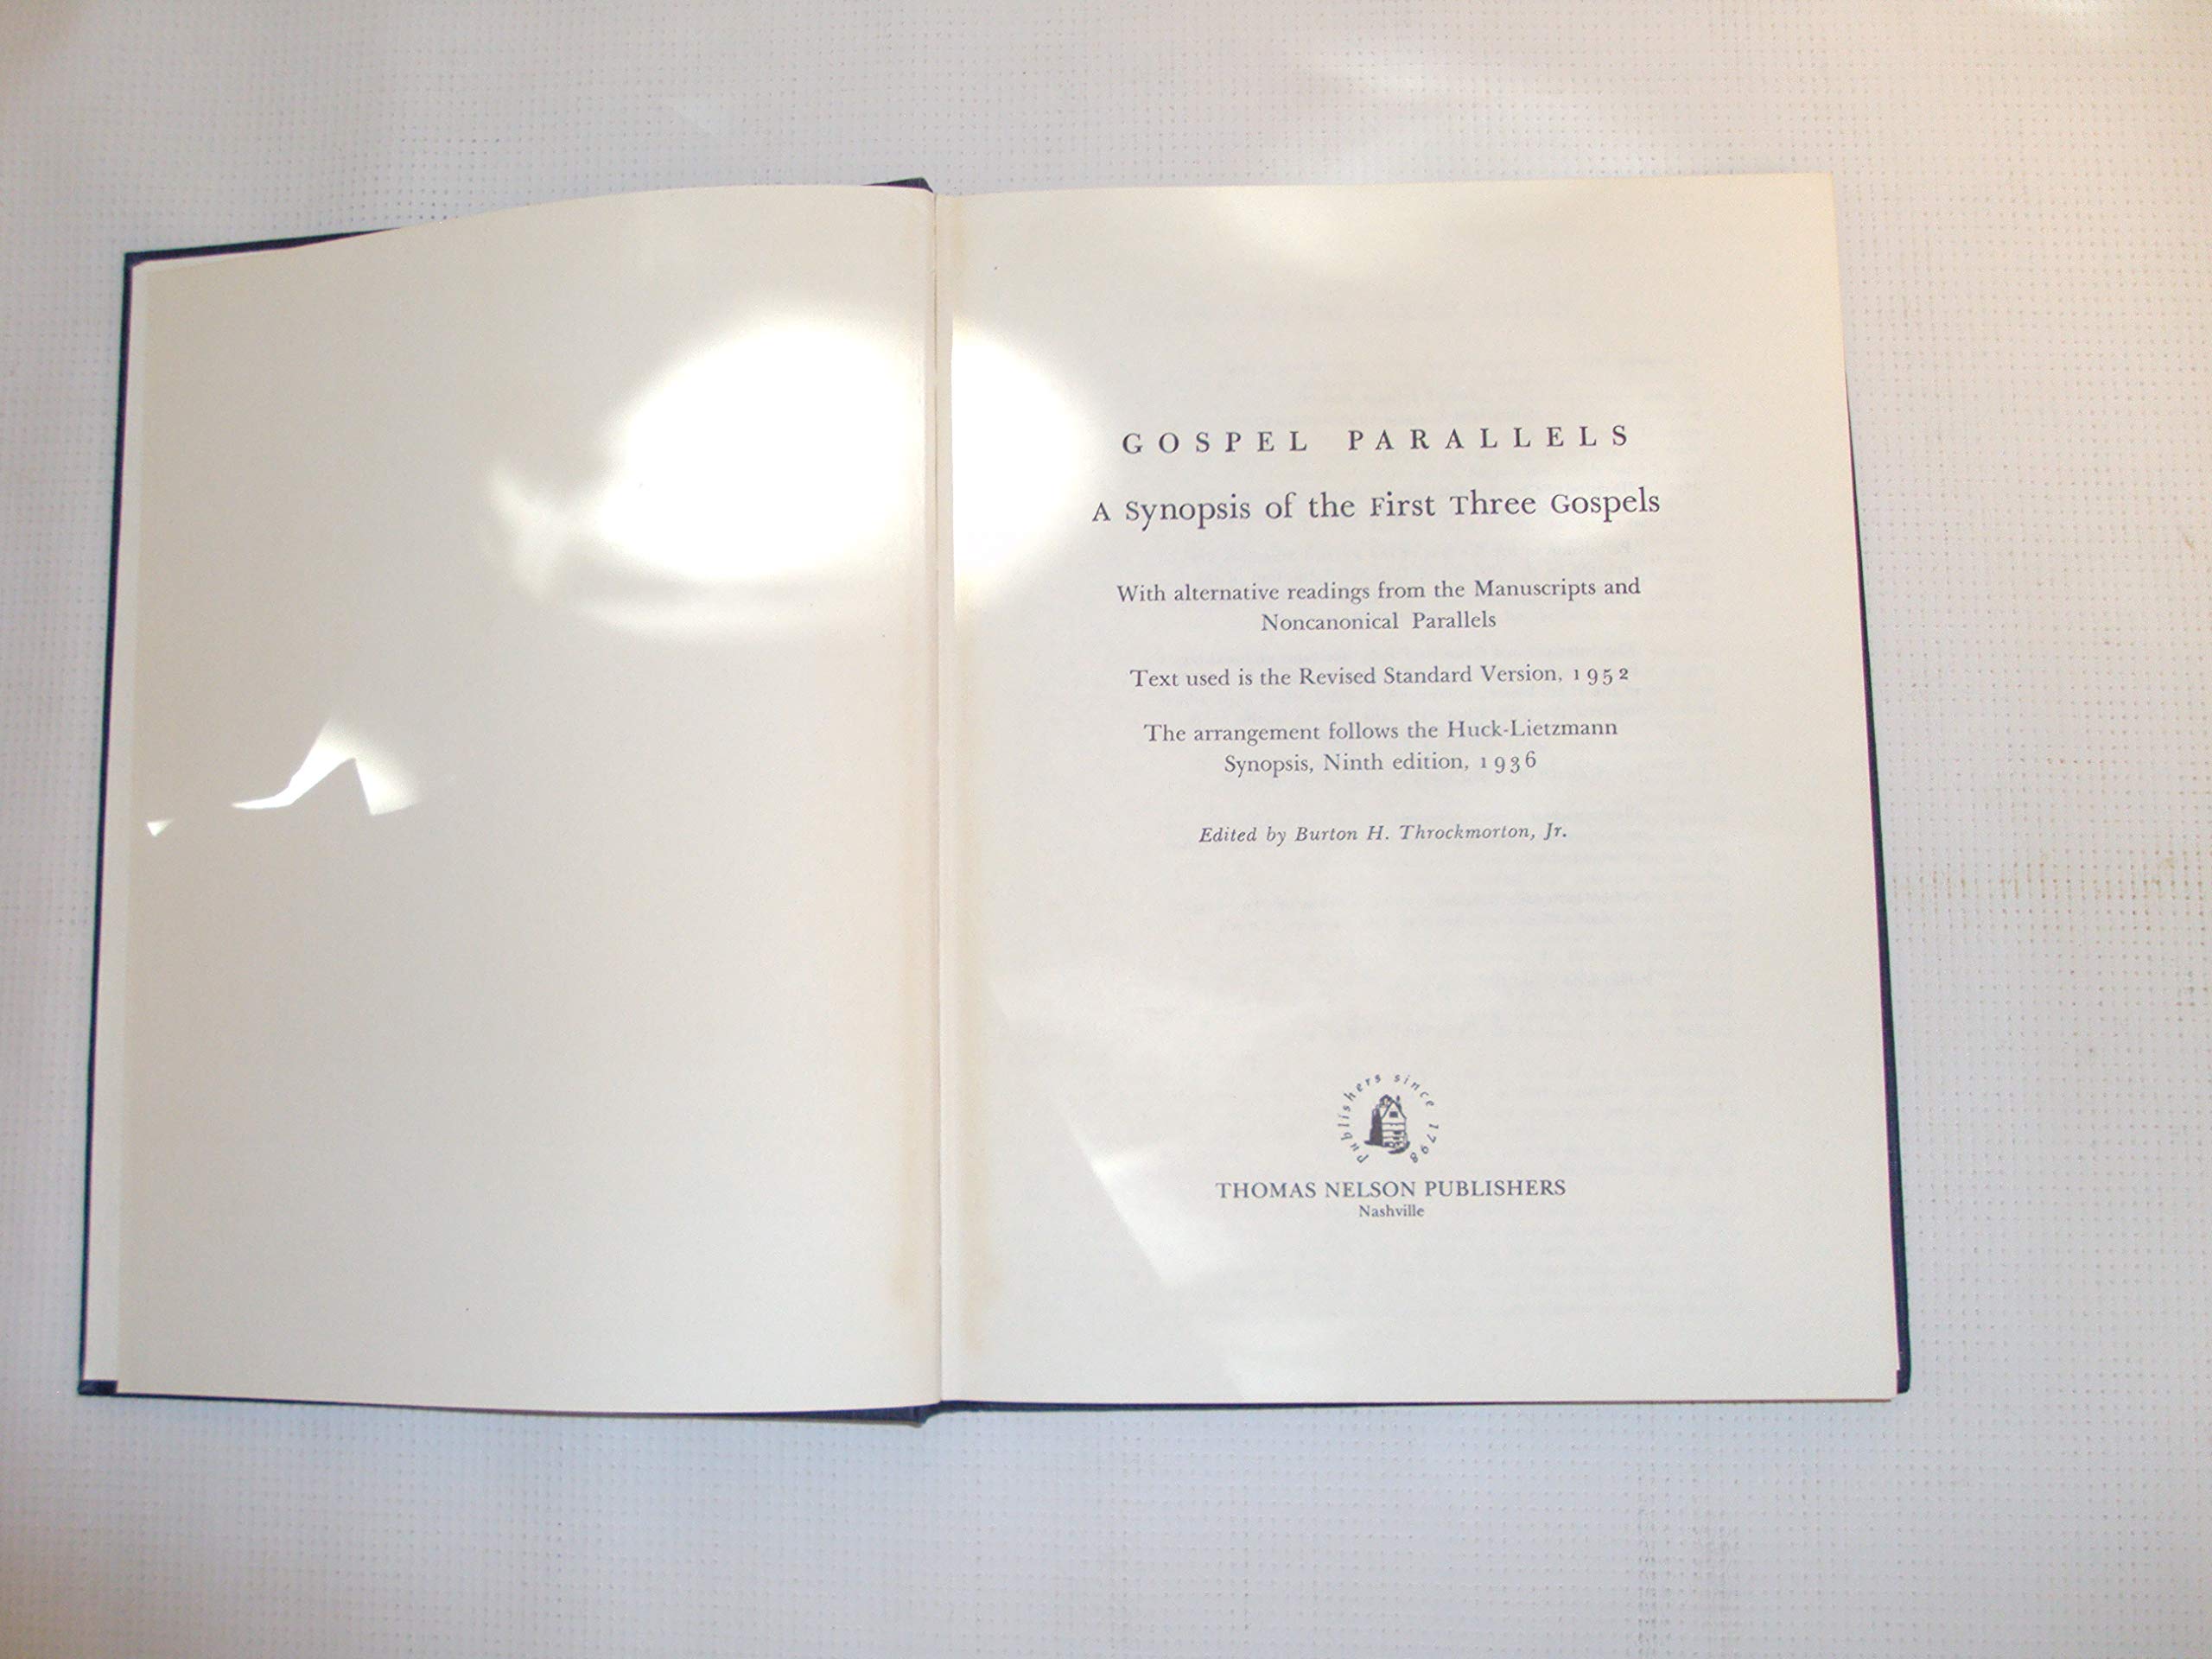 GOSPEL PARALLELS
A Synopsis of the First Three Gospels
With alternative readings from the Manuscripts and
Noncanonical Parallels
Text used is the Revised Standard Version, 1952
The arrangement follows the Huck-Lietzmann
Synopsis, Ninth edition, 1936
Edited by Burton H. Throckmorton, Jr.
Publishers since 1798
THOMAS NELSON PUBLISHERS
Nashville